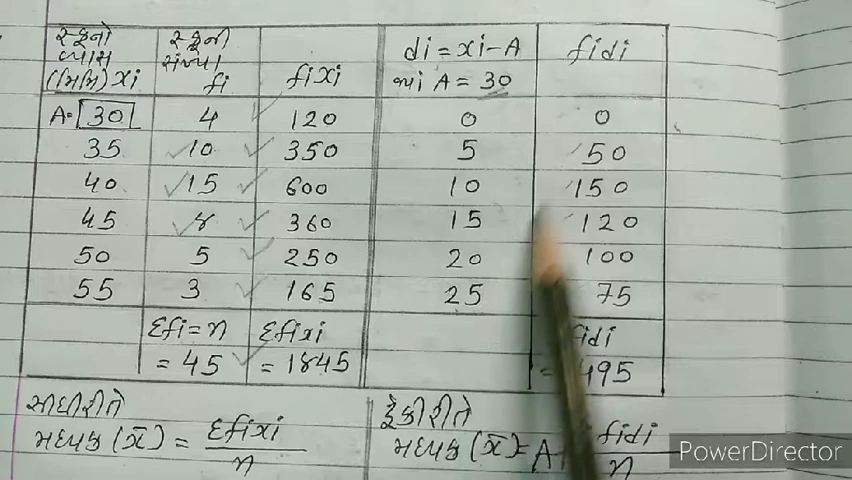 સ્ક્રૂનો વ્યાસ (મિમિ) xi | સ્ક્રૂની સંખ્યા fi | fixi | di = xi-A જ્યાં A = 30 | fidi
A= 30 | 4 | 120 | 0 | 0
35 | 10 | 350 | 5 | 50
40 | 15 | 600 | 10 | 150
45 | 8 | 360 | 15 | 120
50 | 5 | 250 | 20 | 100
55 | 3 | 165 | 25 | 75
Σfi = n = 45 | Σfixi = 1845 | fidi = 495
સાદીરીતે
મધ્યક (x̄) = Σfixi / n
ટૂંકીરીતે
મધ્યક (x̄) = A fidi / n
PowerDirector